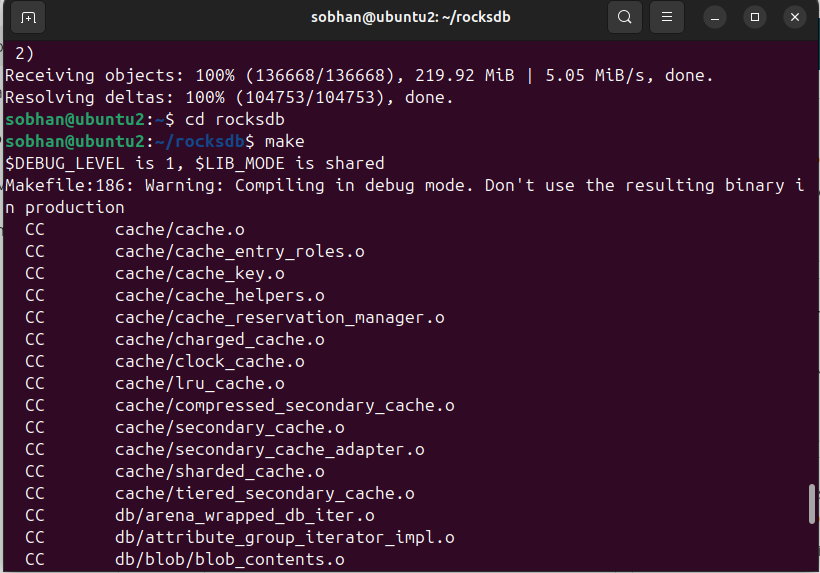 sobhan@ubuntu2: ~/rocksdb
2)
Receiving objects: 100% (136668/136668), 219.92 MiB | 5.05 MiB/s, done.
Resolving deltas: 100% (104753/104753), done.
sobhan@ubuntu2:~$ cd rocksdb
sobhan@ubuntu2:~/rocksdb$ make
$DEBUG_LEVEL is 1, $LIB_MODE is shared
Makefile:186: Warning: Compiling in debug mode. Don't use the resulting binary i
n production
CC       cache/cache.o
CC       cache/cache_entry_roles.o
CC       cache/cache_key.o
CC       cache/cache_helpers.o
CC       cache/cache_reservation_manager.o
CC       cache/charged_cache.o
CC       cache/clock_cache.o
CC       cache/lru_cache.o
CC       cache/compressed_secondary_cache.o
CC       cache/secondary_cache.o
CC       cache/secondary_cache_adapter.o
CC       cache/sharded_cache.o
CC       cache/tiered_secondary_cache.o
CC       db/arena_wrapped_db_iter.o
CC       db/attribute_group_iterator_impl.o
CC       db/blob/blob_contents.o